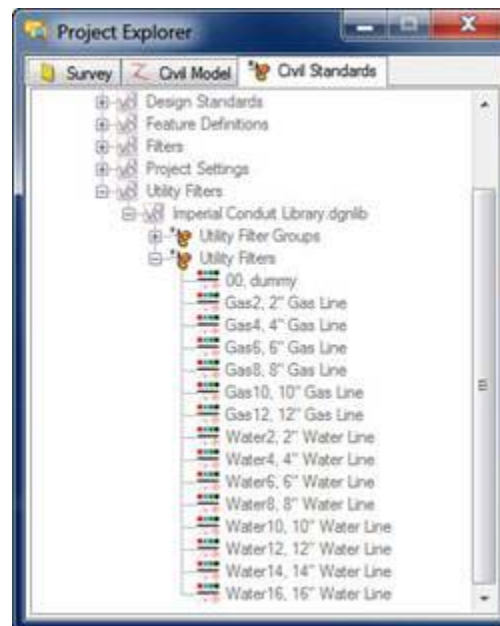 Project Explorer
Survey Civil Model Civil Standards
Design Standards
Feature Definitions
Filters
Project Settings
Utility Filters
Imperial Conduit Library.dgnlib
Utility Filter Groups
Utility Filters
00, dummy
Gas2, 2" Gas Line
Gas4, 4" Gas Line
Gas6, 6" Gas Line
Gas8, 8" Gas Line
Gas10, 10" Gas Line
Gas12, 12" Gas Line
Water2, 2" Water Line
Water4, 4" Water Line
Water6, 6" Water Line
Water8, 8" Water Line
Water10, 10" Water Line
Water12, 12" Water Line
Water14, 14" Water Line
Water16, 16" Water Line